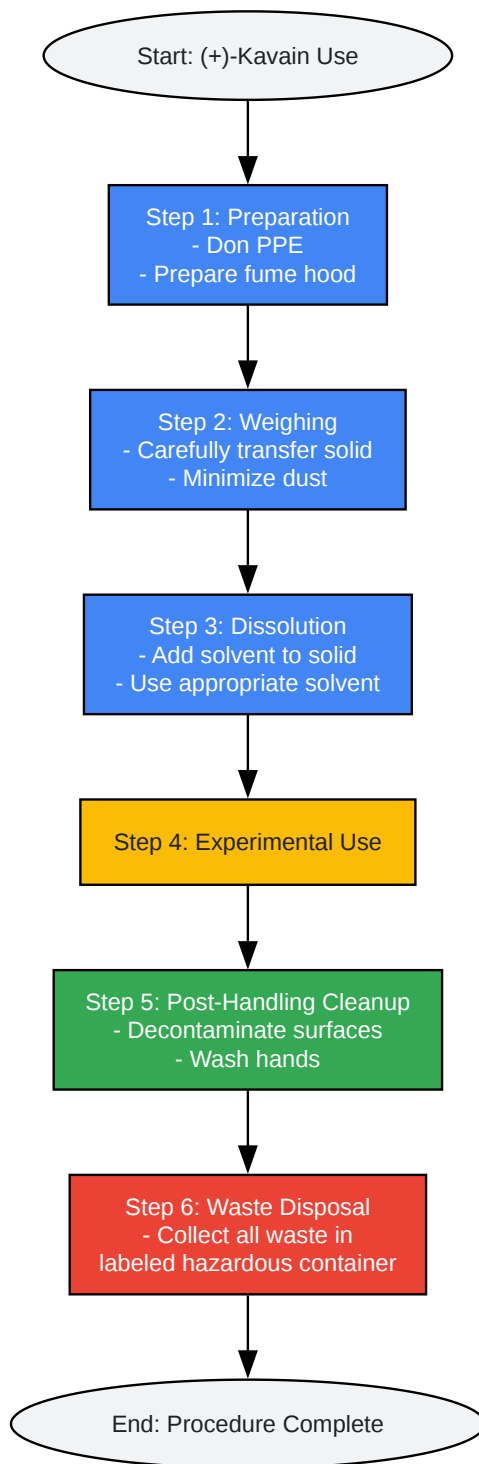 Start: (+)-Kavain Use
Step 1: Preparation
- Don PPE
- Prepare fume hood
Step 2: Weighing
- Carefully transfer solid
- Minimize dust
Step 3: Dissolution
- Add solvent to solid
- Use appropriate solvent
Step 4: Experimental Use
Step 5: Post-Handling Cleanup
- Decontaminate surfaces
- Wash hands
Step 6: Waste Disposal
- Collect all waste in
labeled hazardous container
End: Procedure Complete